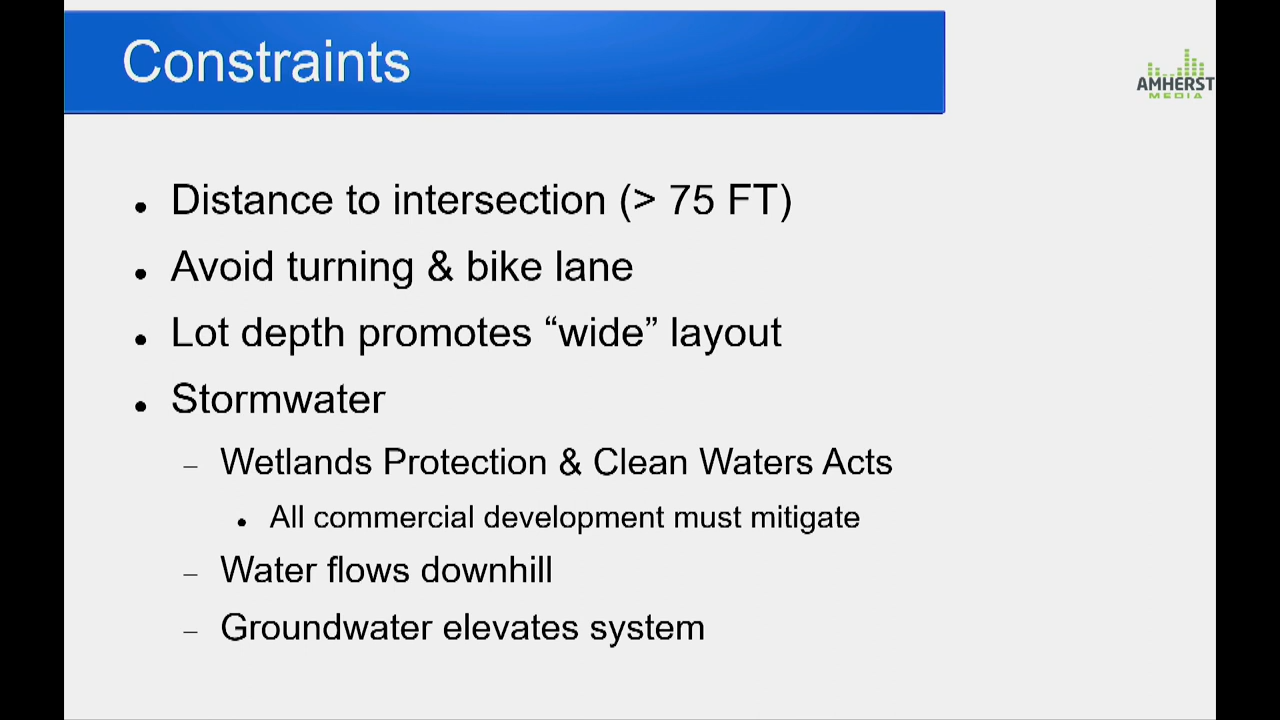 Constraints
AMHERST
MEDIA
Distance to intersection (> 75 FT)
Avoid turning & bike lane
Lot depth promotes “wide” layout
Stormwater
Wetlands Protection & Clean Waters Acts
All commercial development must mitigate
Water flows downhill
Groundwater elevates system